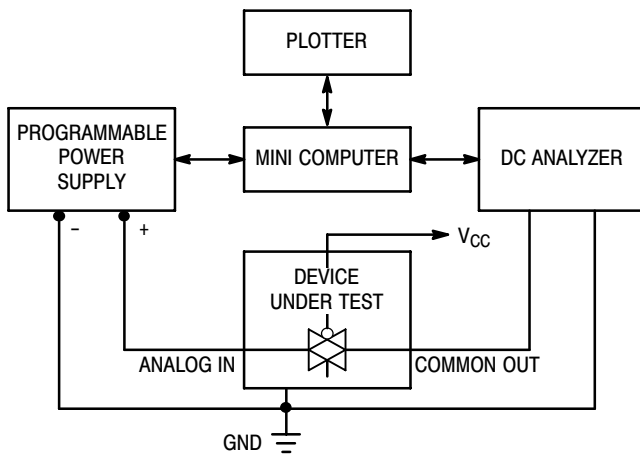 PLOTTER
PROGRAMMABLE
POWER
SUPPLY
MINI COMPUTER
DC ANALYZER
–
+
VCC
DEVICE
UNDER TEST
ANALOG IN
COMMON OUT
GND